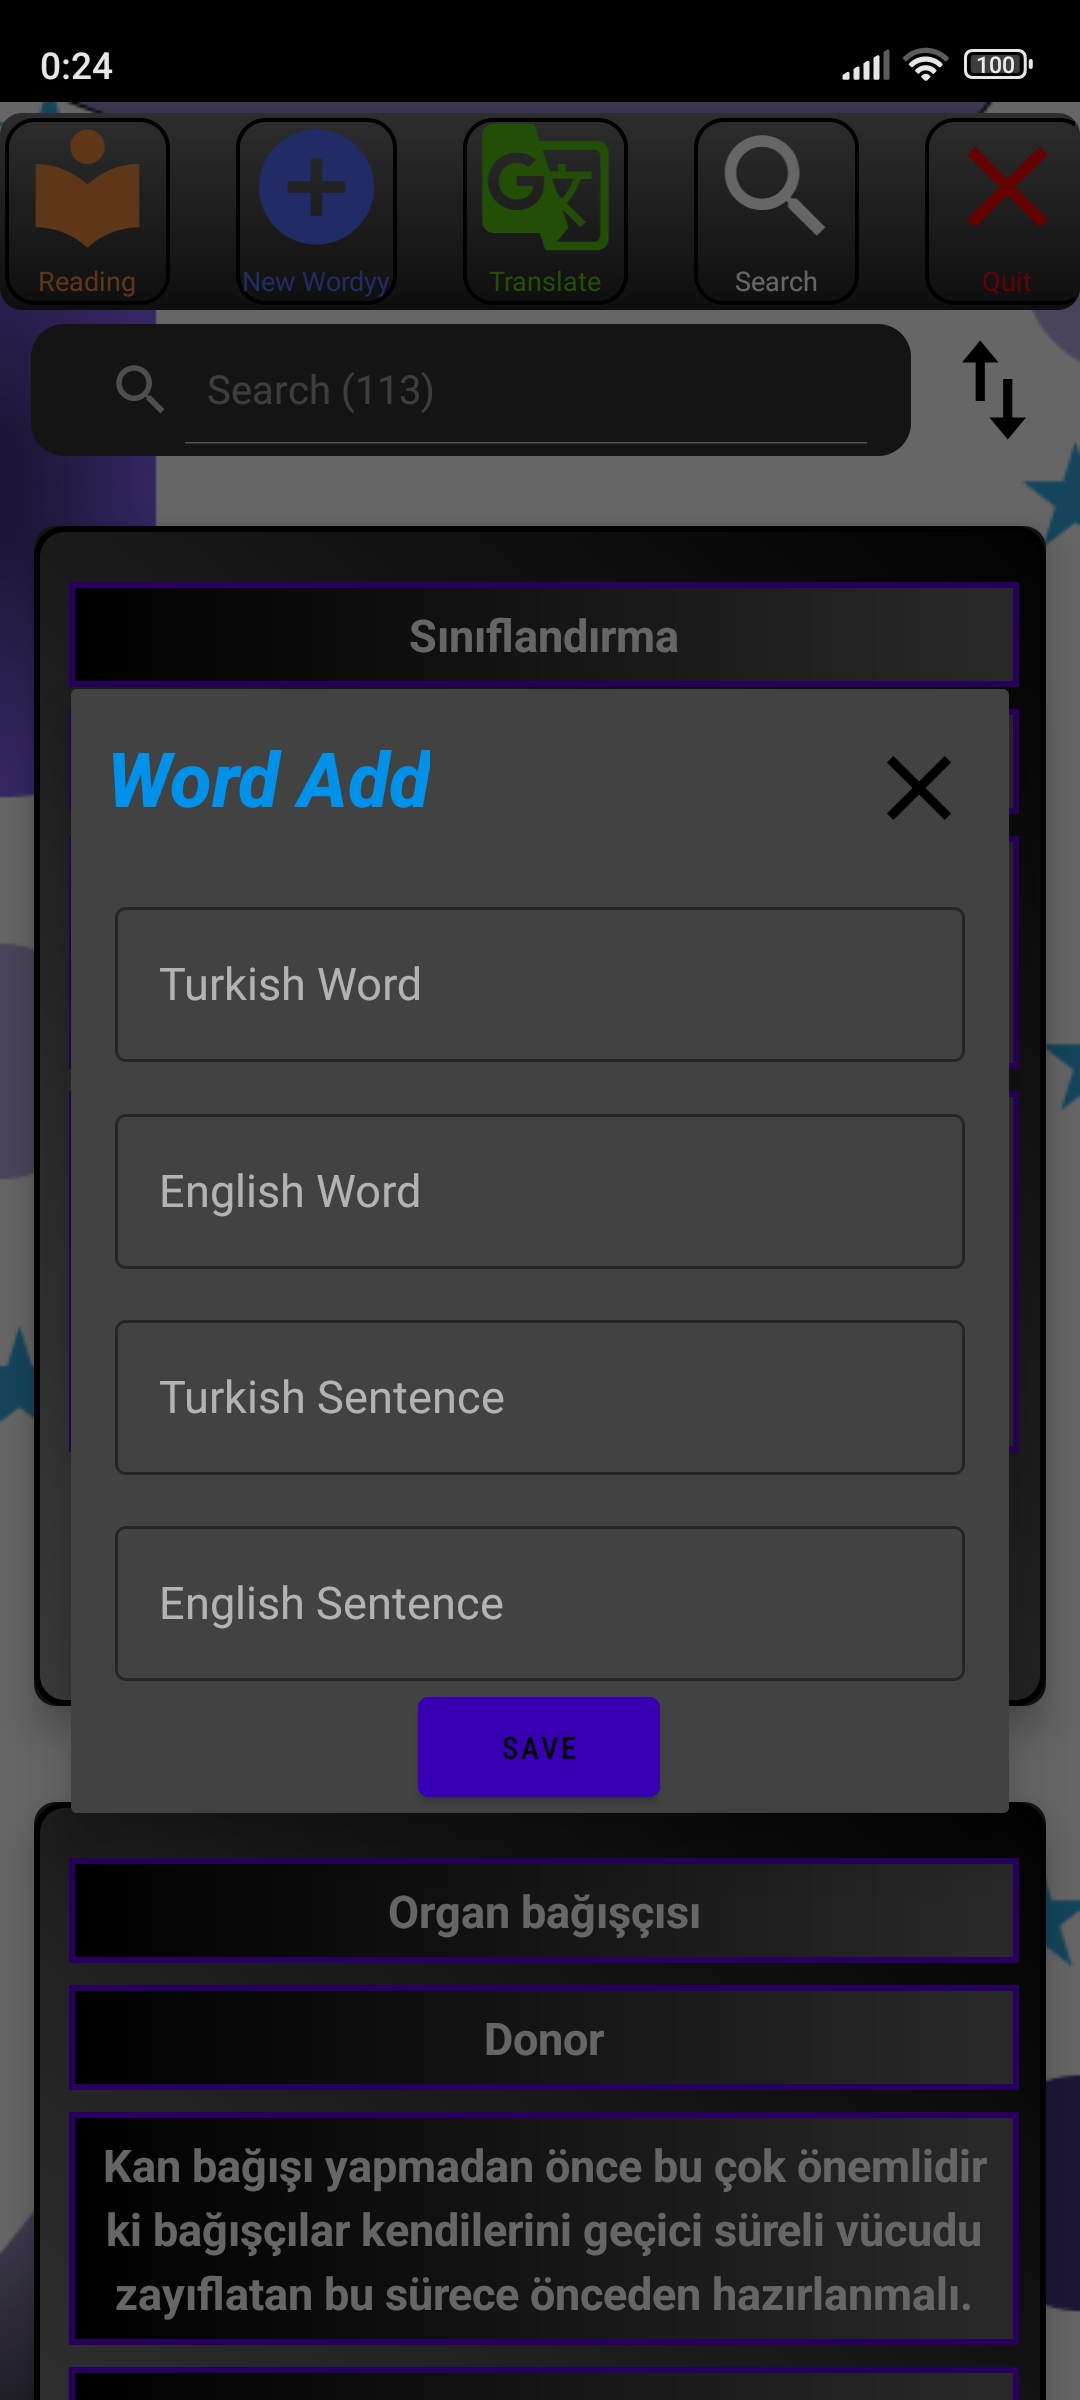 0:24
100
Reading
New Wordyy
Translate
Search
Quit
Search (113)
Sınıflandırma
Word Add
Turkish Word
English Word
Turkish Sentence
English Sentence
SAVE
Organ bağışçısı
Donor
Kan bağışı yapmadan önce bu çok önemlidir
ki bağışçılar kendilerini geçici süreli vücudu
zayıflatan bu sürece önceden hazırlanmalı.